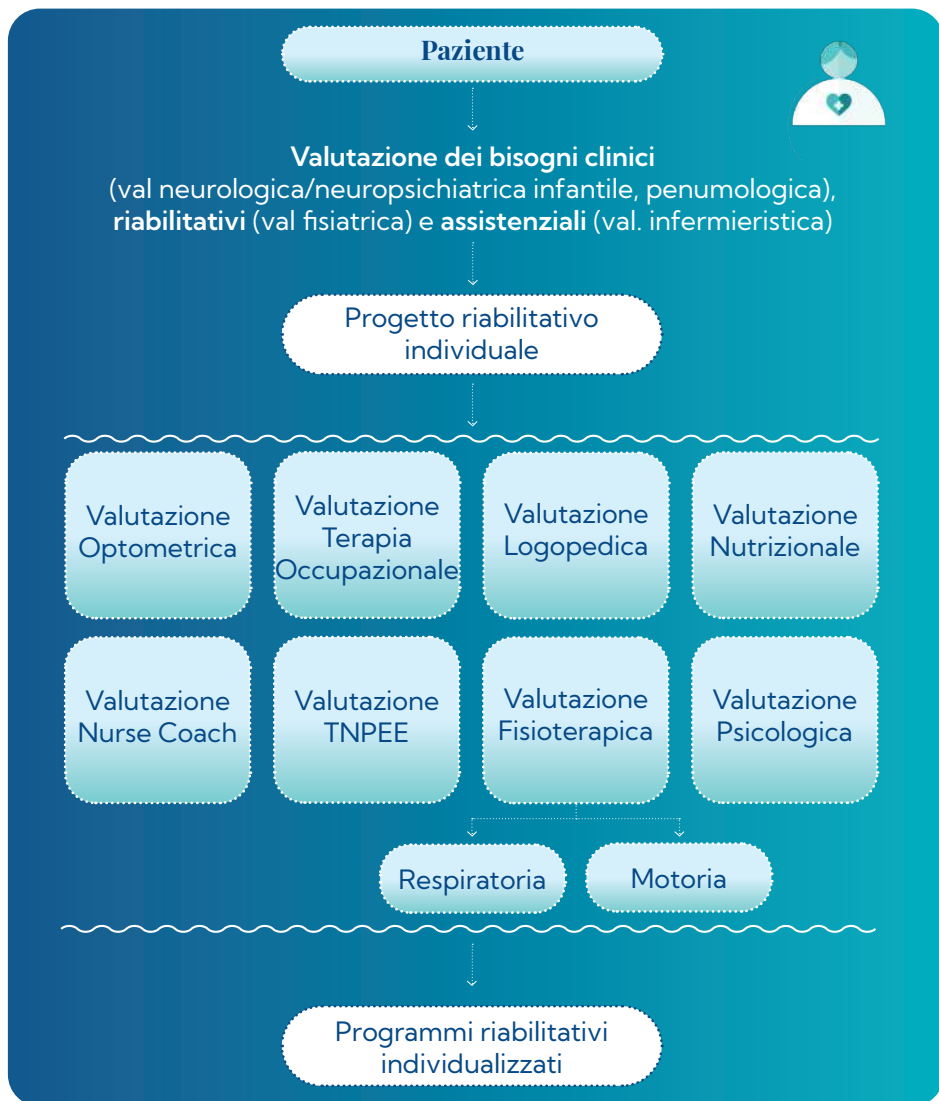 Paziente
Valutazione dei bisogni clinici
(val neurologica/neuropsichiatrica infantile, penumologica),
riabilitativi (val fisiatrica) e assistenziali (val. infermieristica)
Progetto riabilitativo
individuale
Valutazione
Optometrica
Valutazione
Terapia
Occupazionale
Valutazione
Logopedica
Valutazione
Nutrizionale
Valutazione
Nurse Coach
Valutazione
TNPEE
Valutazione
Fisioterapica
Valutazione
Psicologica
Respiratoria
Motoria
Programmi riabilitativi
individualizzati